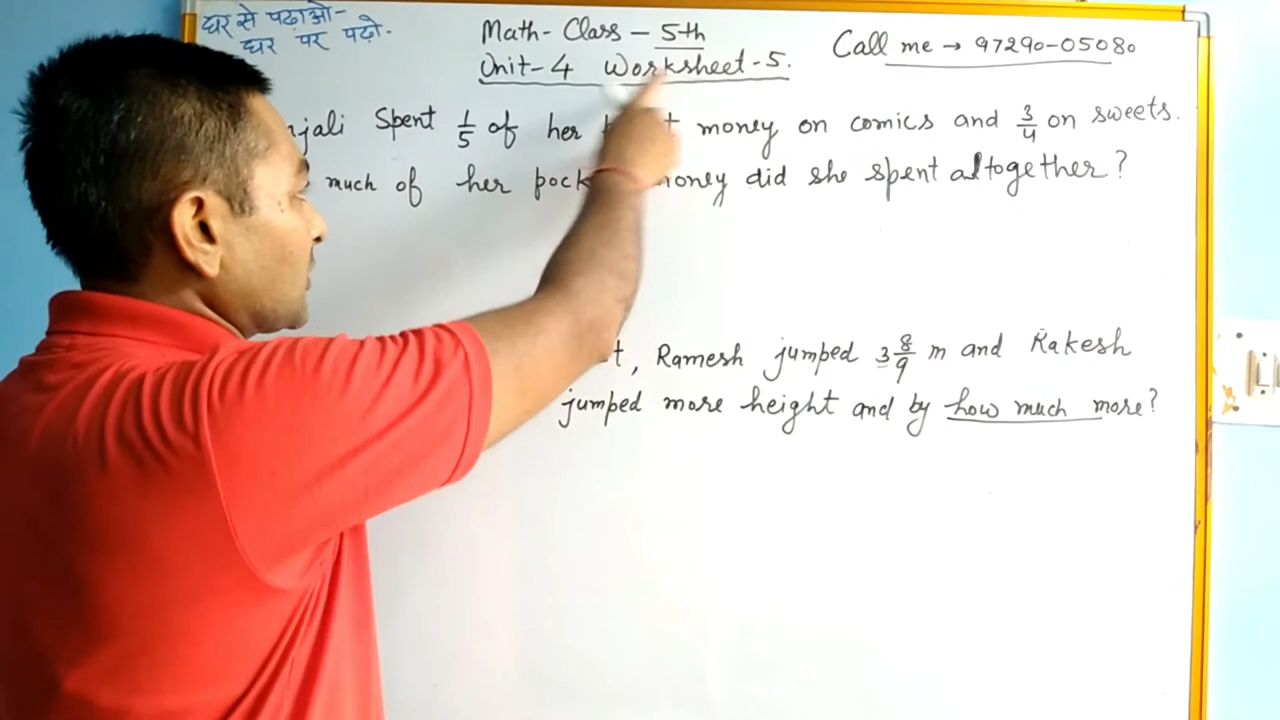 घर से पढ़ाओ-
घर पर पढ़ो.
Math- Class - 5th
Unit-4 Worksheet-5.
Call me → 97290-05080
Spent 1/5 of her money on comics and 3/4 on sweets.
much of her money did she spent altogether?
, Ramesh jumped 3 8/9 m and Rakesh
jumped more height and by how much more?